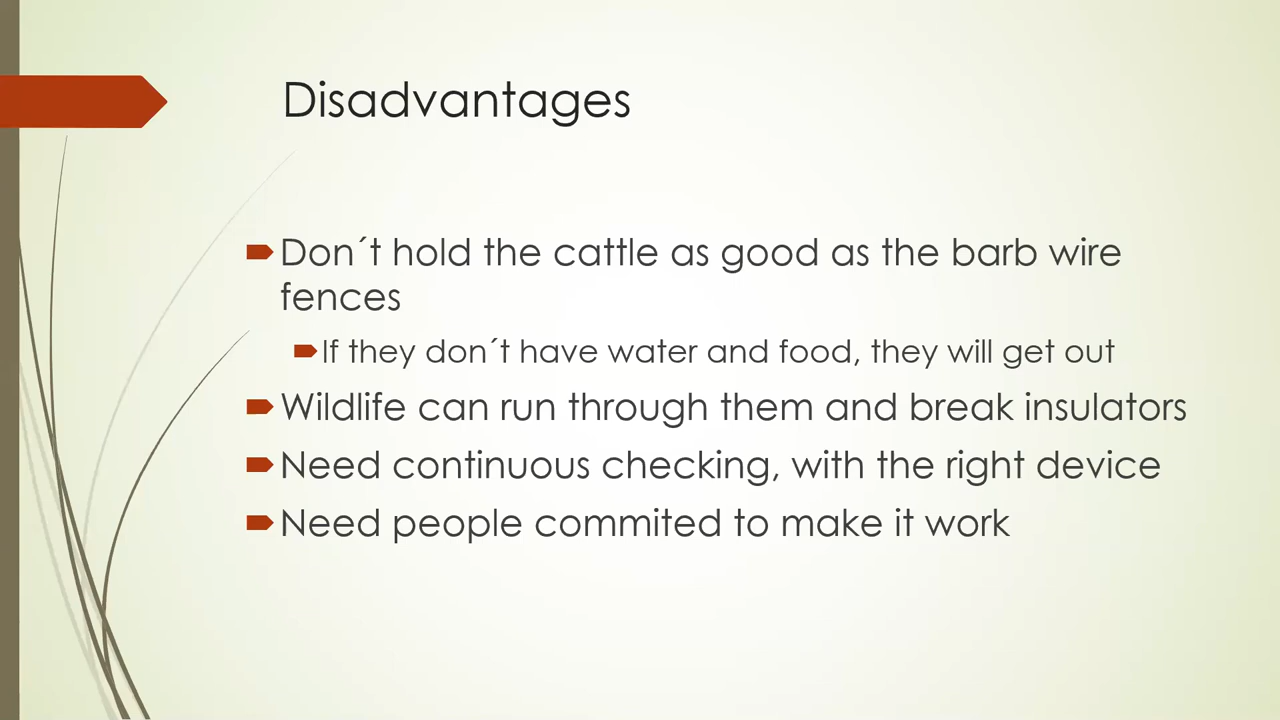 Disadvantages
Don´t hold the cattle as good as the barb wire
fences
If they don´t have water and food, they will get out
Wildlife can run through them and break insulators
Need continuous checking, with the right device
Need people commited to make it work